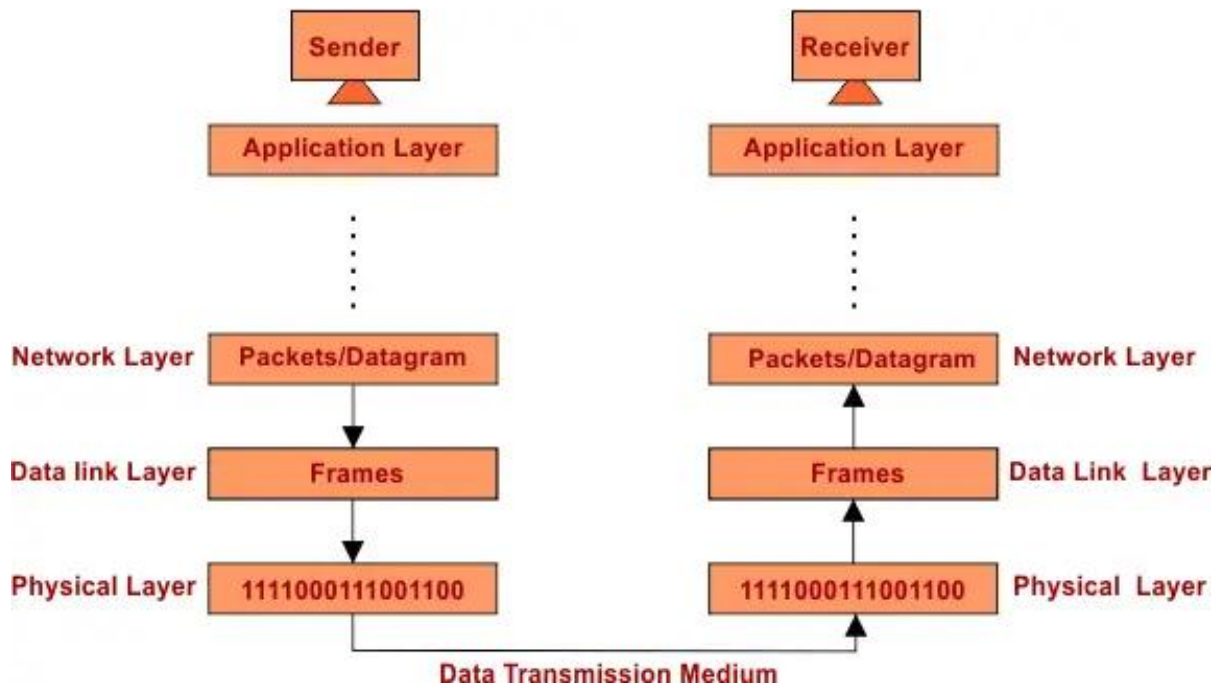 Sender
Receiver
Application Layer
Application Layer
Network Layer
Packets/Datagram
Packets/Datagram
Network Layer
Data link Layer
Frames
Frames
Data Link Layer
Physical Layer
1111000111001100
1111000111001100
Physical Layer
Data Transmission Medium